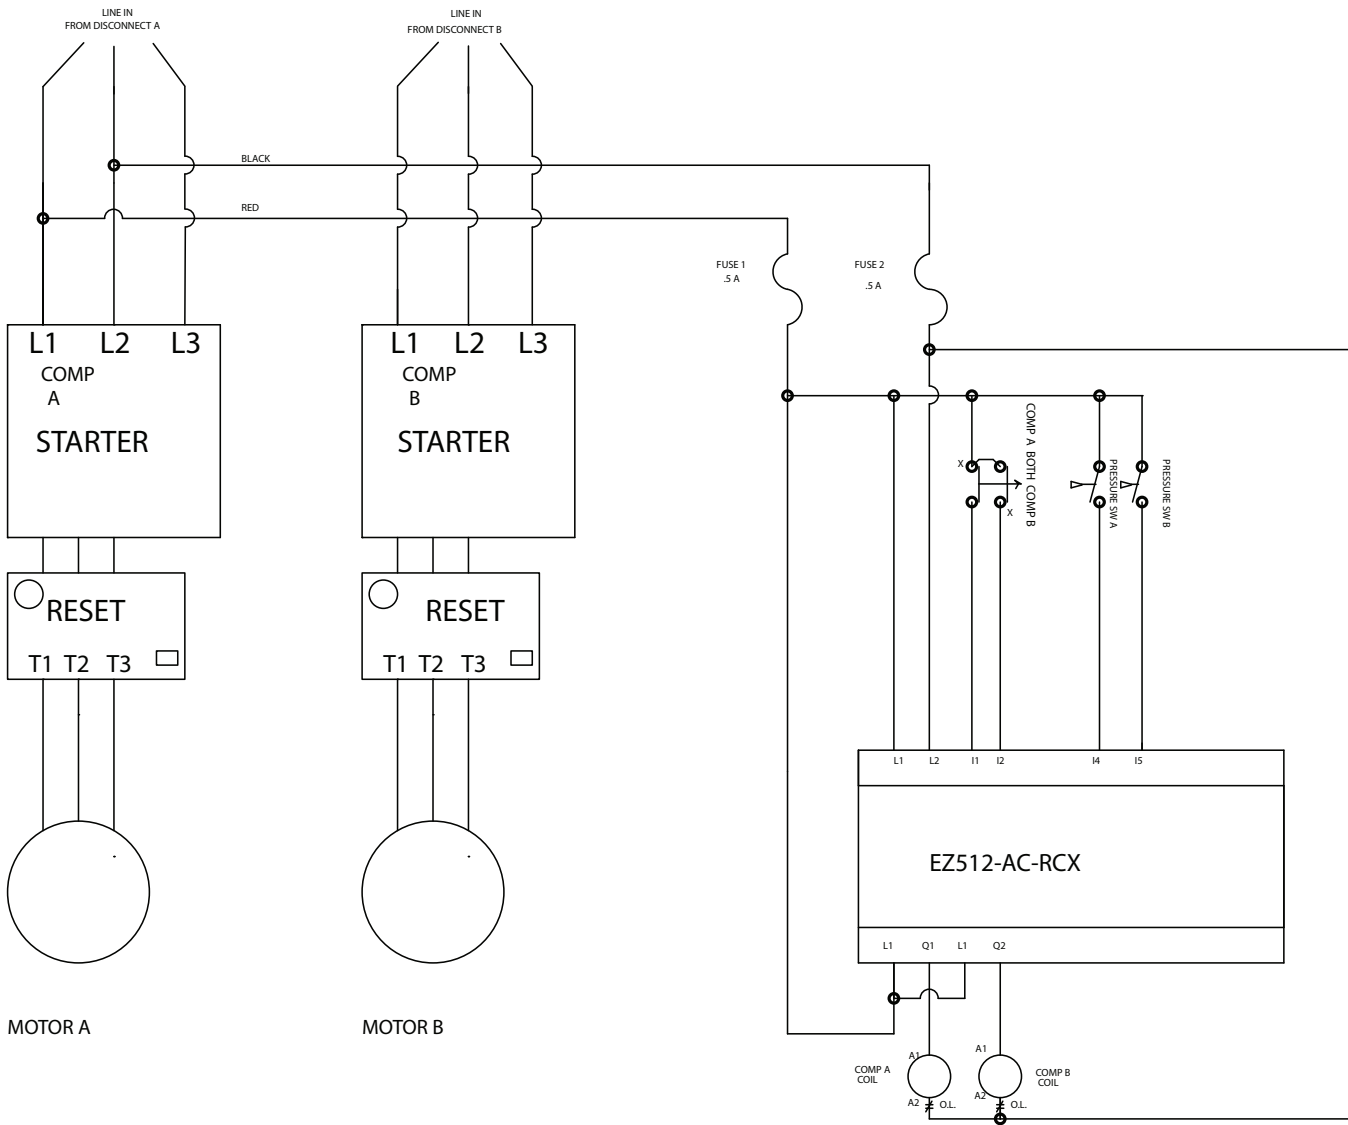 LINE IN
FROM DISCONNECT A
LINE IN
FROM DISCONNECT B
BLACK
RED
FUSE 1
.5 A
FUSE 2
.5 A
L1 L2 L3
COMP
A
STARTER
L1 L2 L3
COMP
B
STARTER
COMP A BOTH COMP B
X
X
PRESSURE SW A
PRESSURE SW B
RESET
T1 T2 T3
RESET
T1 T2 T3
L1 L2 I1 I2 I4 I5
EZ512-AC-RCX
L1 Q1 L1 Q2
MOTOR A
MOTOR B
A1
COMP A
COIL
A2
O.L.
A1
COMP B
COIL
A2
O.L.